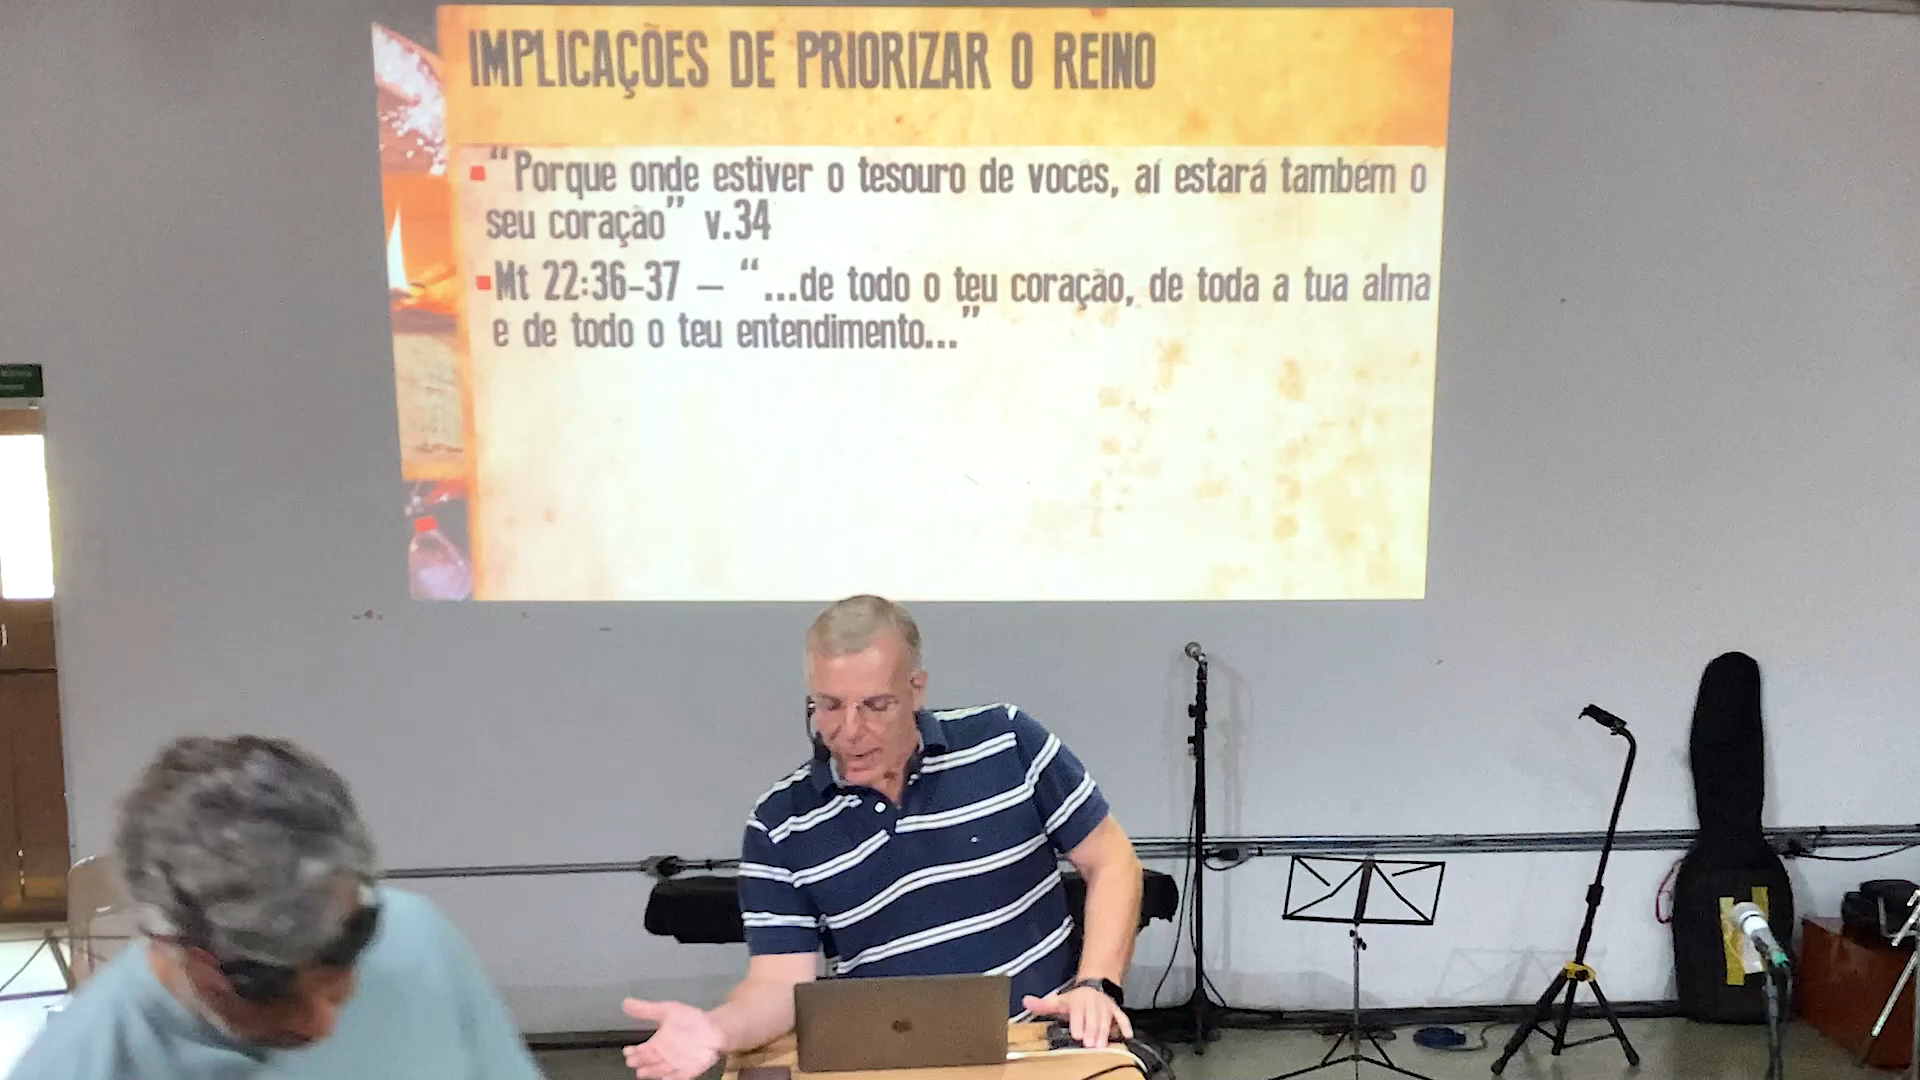 IMPLICAÇÕES DE PRIORIZAR O REINO
“Porque onde estiver o tesouro de vocês, aí estará também o
seu coração” v.34
Mt 22:36-37 – “...de todo o teu coração, de toda a tua alma
e de todo o teu entendimento...”